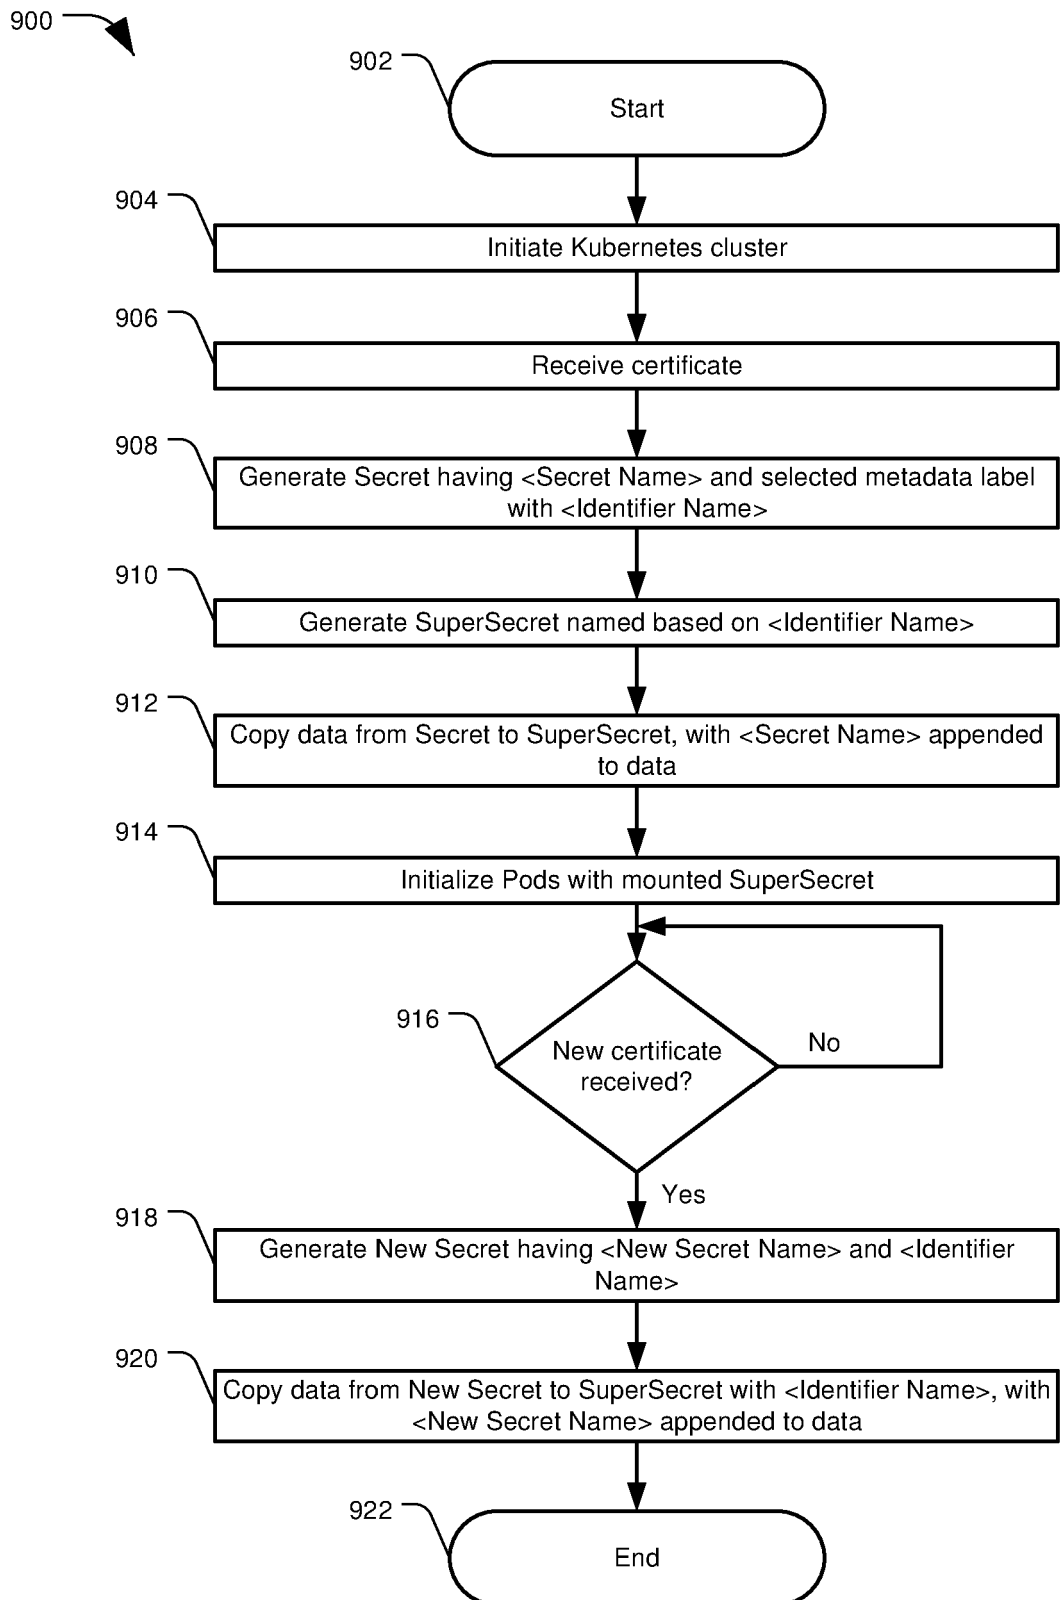 900
902
Start
904
Initiate Kubernetes cluster
906
Receive certificate
908
Generate Secret having <Secret Name> and selected metadata label
with <Identifier Name>
910
Generate SuperSecret named based on <Identifier Name>
912
Copy data from Secret to SuperSecret, with <Secret Name> appended
to data
914
Initialize Pods with mounted SuperSecret
916
New certificate
received?
No
Yes
918
Generate New Secret having <New Secret Name> and <Identifier
Name>
920
Copy data from New Secret to SuperSecret with <Identifier Name>, with
<New Secret Name> appended to data
922
End